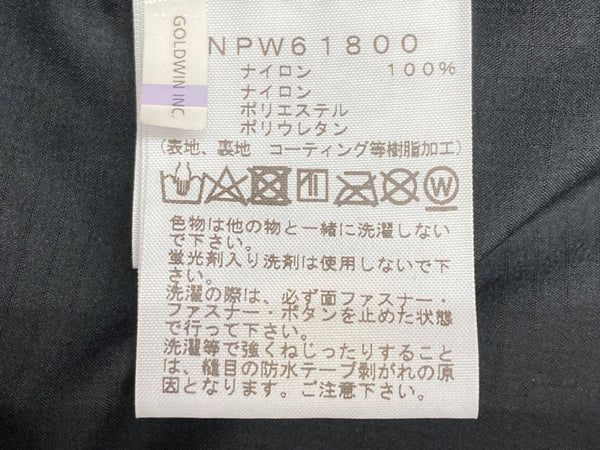 GOLDWIN INC.
NPW61800
ナイロン 100%
ナイロン
ポリエステル
ポリウレタン
(表地、裏地 コーティング等樹脂加工)
W
色物は他の物と一緒に洗濯しない
で下さい。
蛍光剤入り洗剤は使用しないで下
さい。
洗濯の際は、必ず面ファスナー・
ファスナー・ボタンを止めた状態
で行って下さい。
洗濯等で強くねじったりすること
は、縫目の防水テープ剥がれの原
因となります。ご注意下さい。